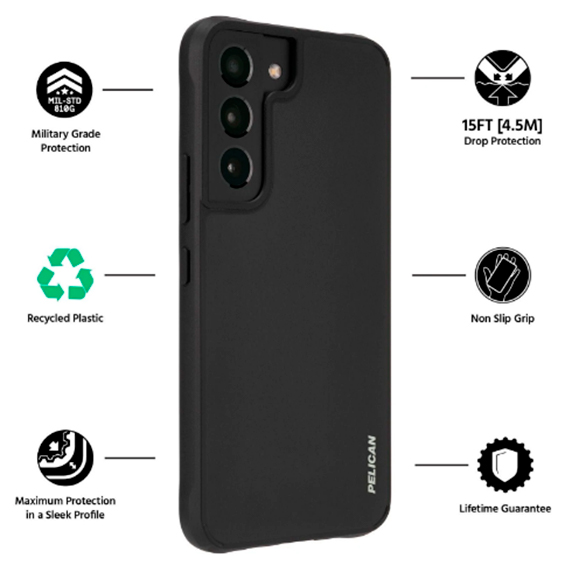 MIL-STD
810G
Military Grade
Protection
15FT [4.5M]
Drop Protection
Recycled Plastic
Non Slip Grip
PELICAN
Maximum Protection
in a Sleek Profile
Lifetime Guarantee